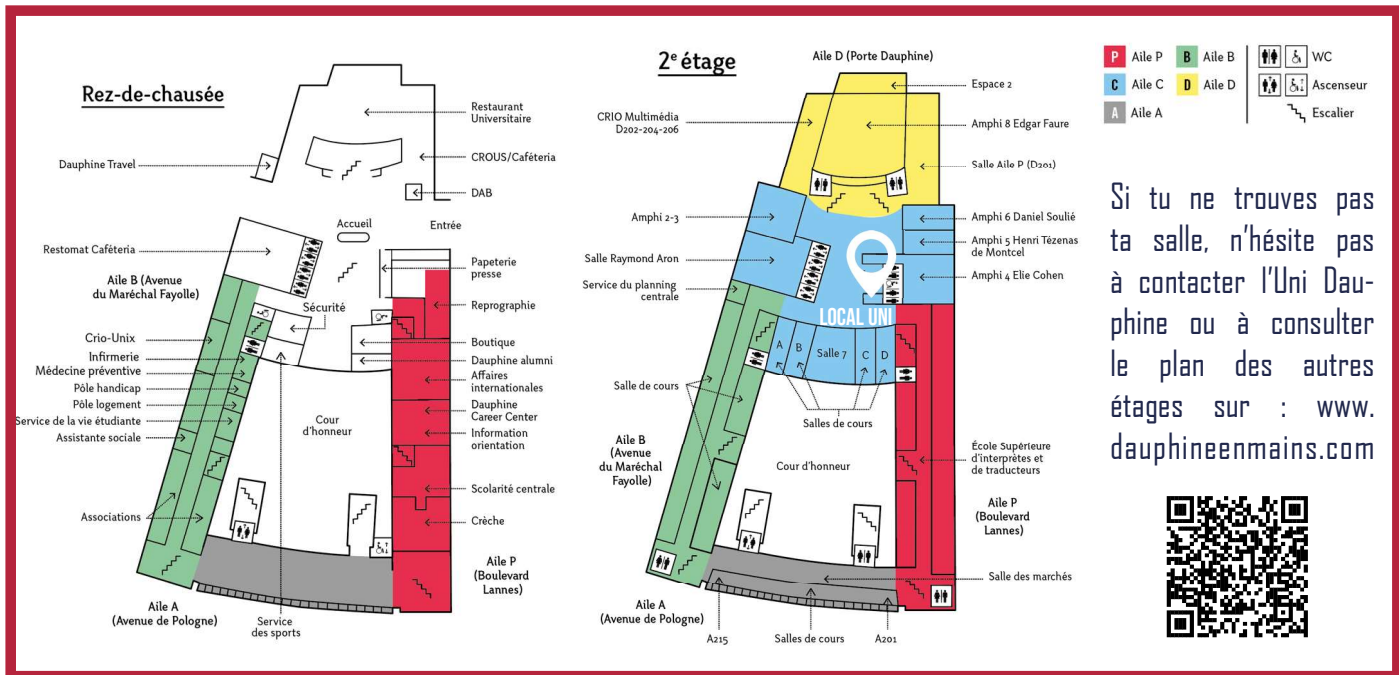 Rez-de-chausée
Restaurant
Universitaire
Dauphine Travel
CROUS/Caféteria
DAB
Accueil
Entrée
Restomat Caféteria
Papeterie
presse
Aile B (Avenue
du Maréchal Fayolle)
Sécurité
Reprographie
Crio-Unix
Boutique
Infirmerie
Dauphine alumni
Médecine préventive
Affaires
internationales
Pôle handicap
Pôle logement
Dauphine
Career Center
Service de la vie étudiante
Cour
d'honneur
Information
orientation
Assistante sociale
Scolarité centrale
Associations
Crèche
Aile P
(Boulevard
Lannes)
Aile A
(Avenue de Pologne)
Service
des sports
2e étage
Aile D (Porte Dauphine)
Espace 2
CRIO Multimédia
D202-204-206
Amphi 8 Edgar Faure
Salle Aile P (D201)
Amphi 2-3
Amphi 6 Daniel Soulié
Amphi 5 Henri Tézenas
de Montcel
Salle Raymond Aron
Amphi 4 Elie Cohen
Service du planning
centrale
LOCAL UNI
A
B
Salle 7
C
D
Salle de cours
Salles de cours
Aile B
(Avenue
du Maréchal
Fayolle)
Cour d'honneur
École Supérieure
d'interprètes et
de traducteurs
Aile P
(Boulevard
Lannes)
Salle des marchés
Aile A
(Avenue de Pologne)
A215
Salles de cours
A201
P Aile P
B Aile B
WC
C Aile C
D Aile D
Ascenseur
A Aile A
Escalier
Si tu ne trouves pas
ta salle, n'hésite pas
à contacter l'Uni Dau-
phine ou à consulter
le plan des autres
étages sur : www.
dauphineenmains.com